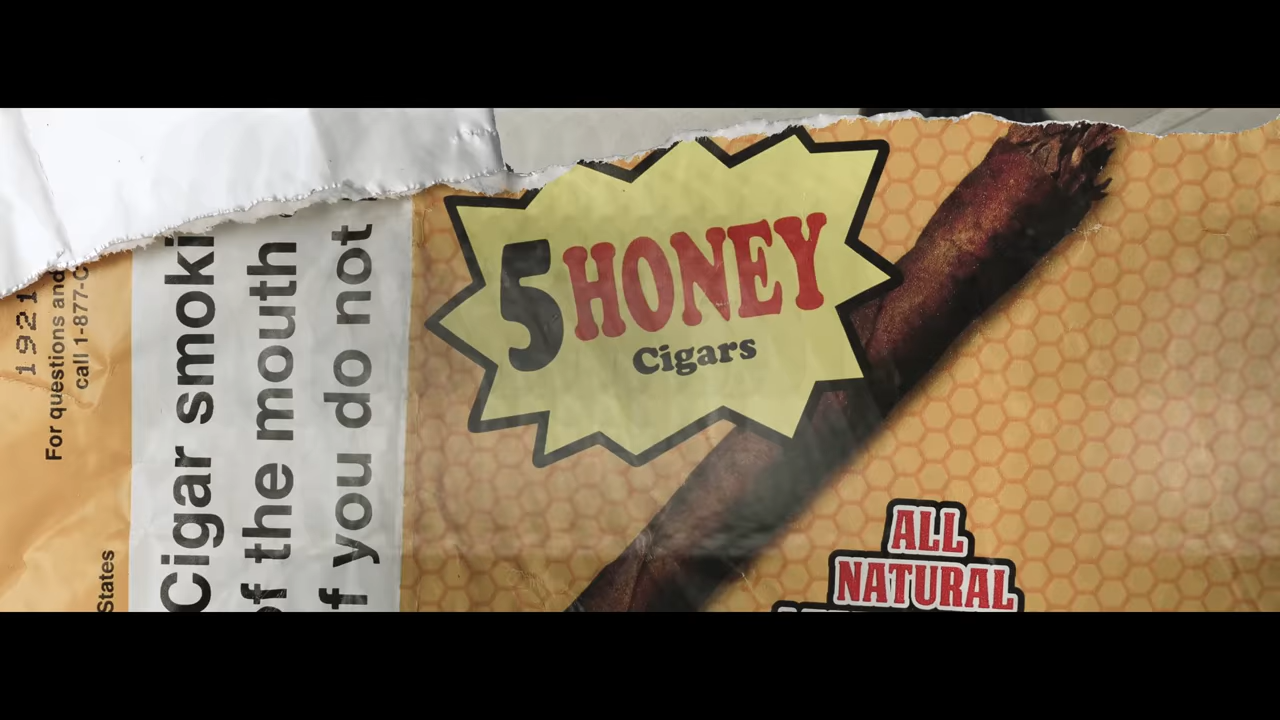 1921
For questions and
call 1-877-C
States
Cigar smoki
of the mouth
f you do not
5 HONEY
Cigars
ALL
NATURAL